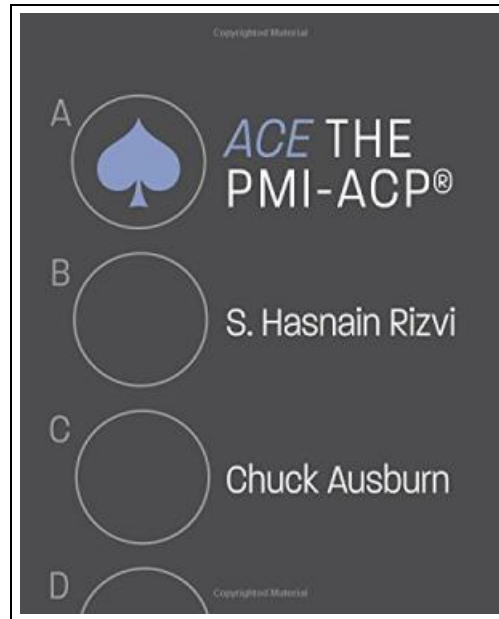 Copyrighted Material
A
ACE THE
PMI-ACP®
B
S. Hasnain Rizvi
C
Chuck Ausburn
D
Copyrighted Material